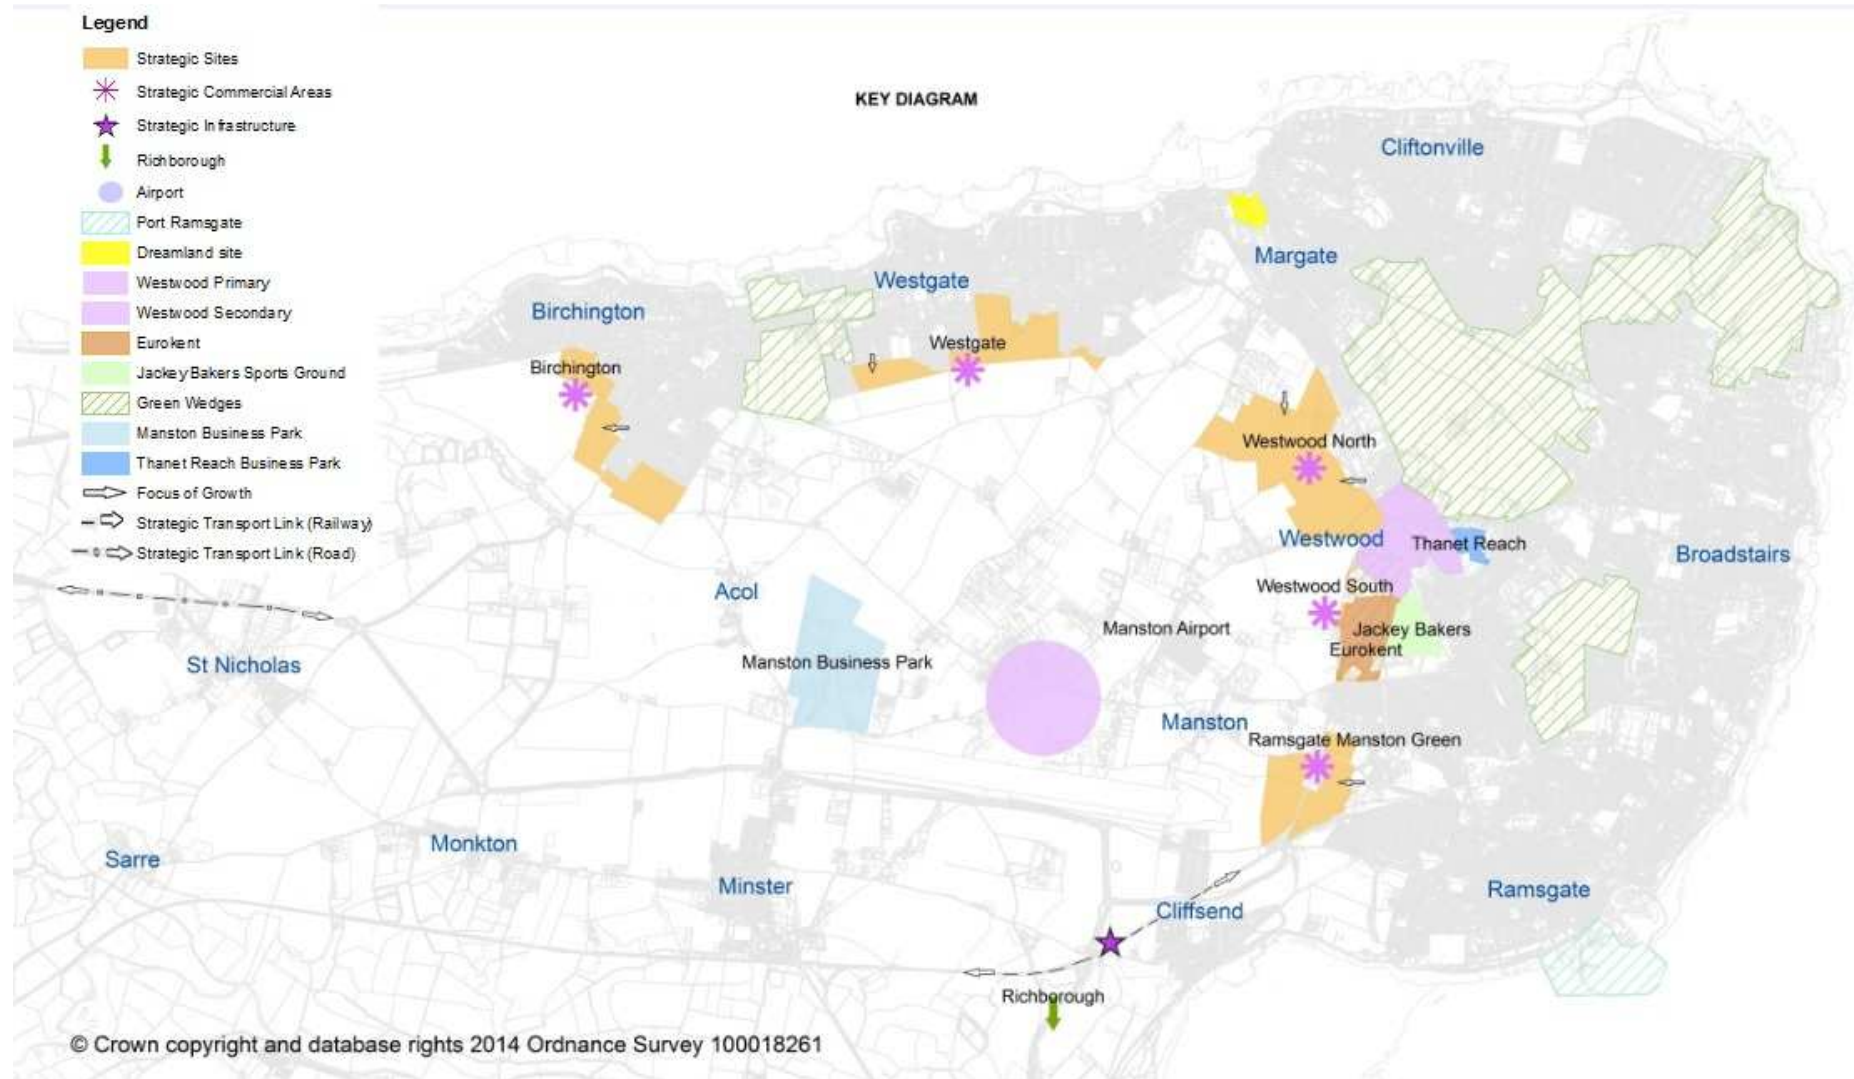 Legend
Strategic Sites
Strategic Commercial Areas
Strategic Infrastructure
Richborough
Airport
Port Ramsgate
Dreamland site
Westwood Primary
Westwood Secondary
Eurokent
Jackey Bakers Sports Ground
Green Wedges
Manston Business Park
Thanet Reach Business Park
Focus of Growth
Strategic Transport Link (Railway)
Strategic Transport Link (Road)
KEY DIAGRAM
Cliftonville
Margate
Westgate
Birchington
Westgate
Birchington
Westwood North
Westwood
Thanet Reach
Broadstairs
Westwood South
Acol
Manston Airport
Jackey Bakers
Eurokent
Manston Business Park
St Nicholas
Manston
Ramsgate Manston Green
Monkton
Sarre
Minster
Ramsgate
Cliffsend
Richborough
© Crown copyright and database rights 2014 Ordnance Survey 100018261